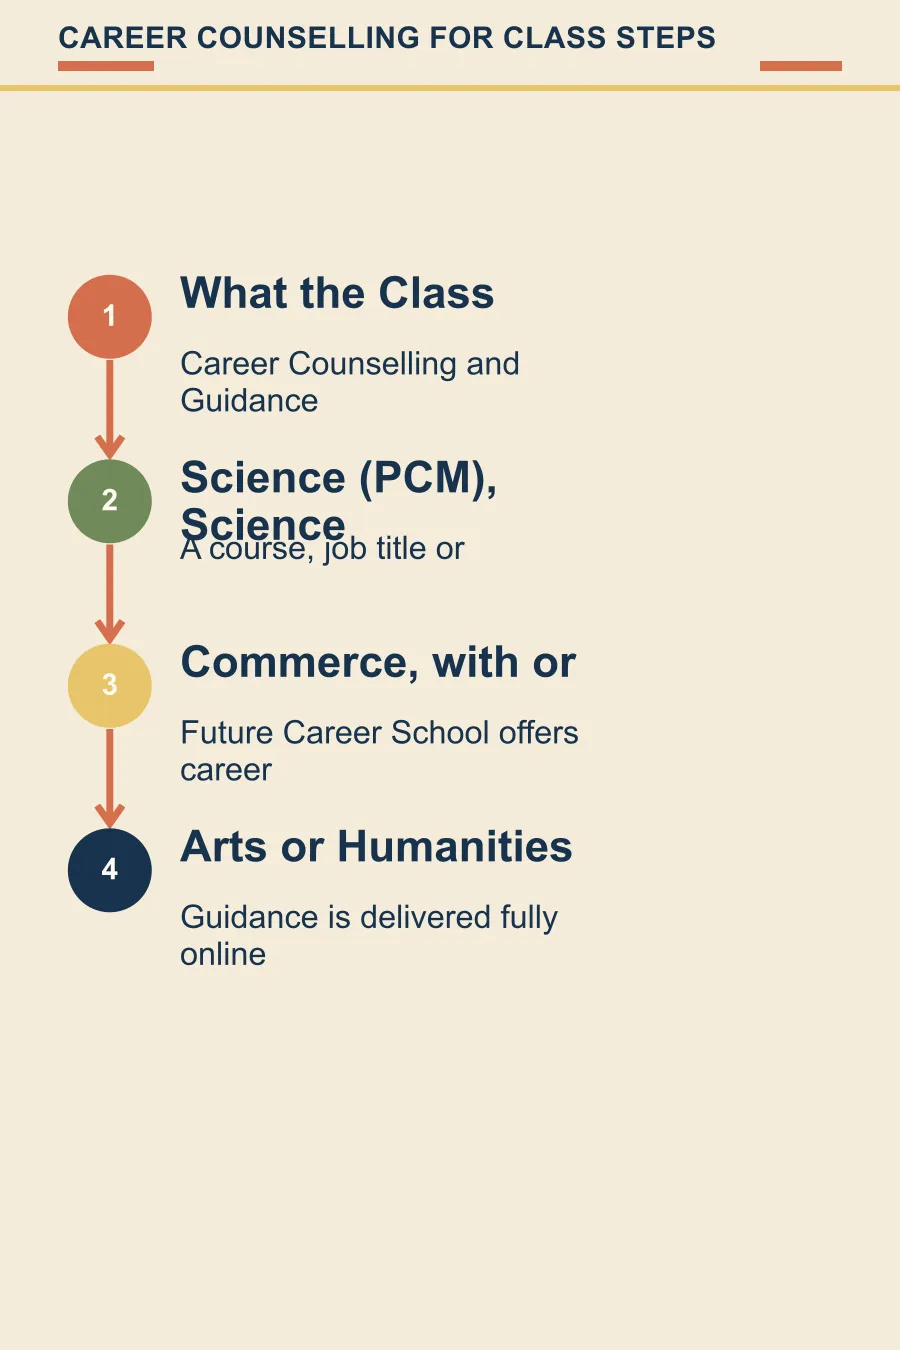 CAREER COUNSELLING FOR CLASS STEPS
1
What the Class
Career Counselling and
Guidance
2
Science (PCM),
Science
A course, job title or
3
Commerce, with or
Future Career School offers
career
4
Arts or Humanities
Guidance is delivered fully
online